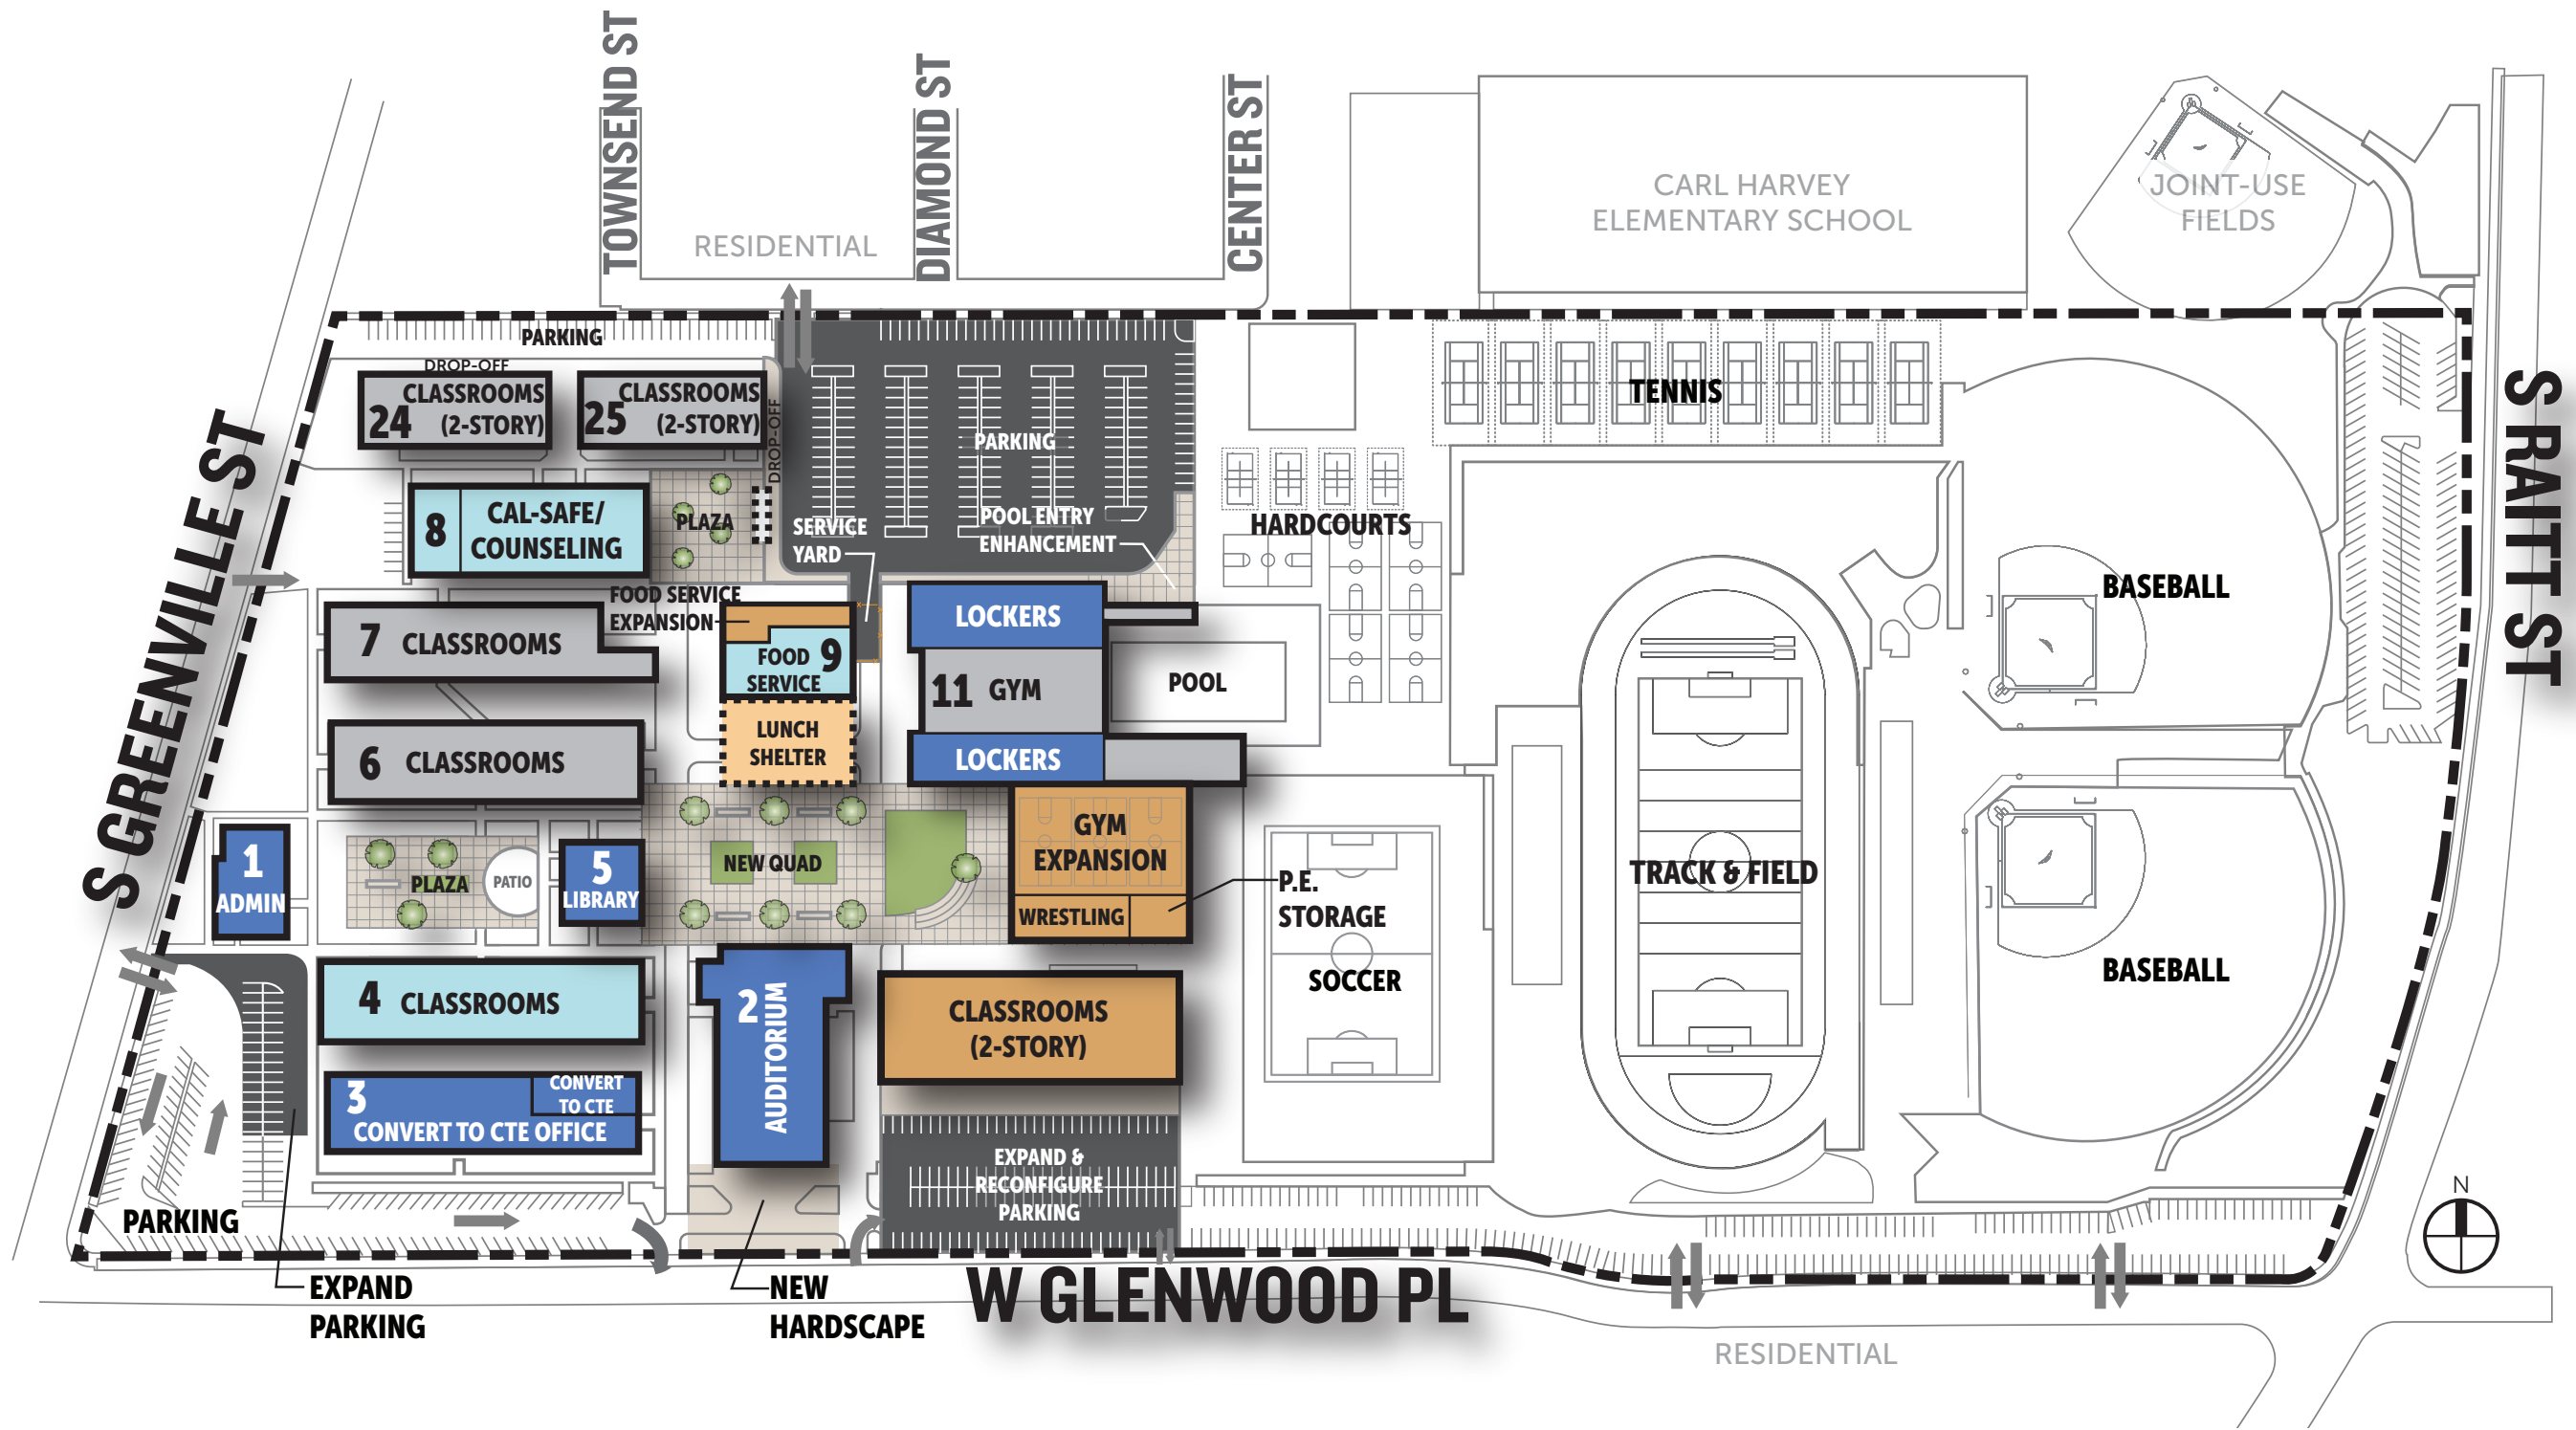 TOWNSEND ST
DIAMOND ST
CENTER ST
RESIDENTIAL
CARL HARVEY
ELEMENTARY SCHOOL
JOINT-USE
FIELDS
S GREENVILLE ST
S RAITT ST
PARKING
DROP-OFF
24 CLASSROOMS
(2-STORY)
25 CLASSROOMS
(2-STORY)
DROP-OFF
PARKING
TENNIS
8 CAL-SAFE/
COUNSELING
PLAZA
SERVICE
YARD
POOL ENTRY
ENHANCEMENT
HARDCOURTS
BASEBALL
FOOD SERVICE
EXPANSION
7 CLASSROOMS
FOOD 9
SERVICE
LOCKERS
11 GYM
POOL
LUNCH
SHELTER
LOCKERS
6 CLASSROOMS
1
ADMIN
PLAZA
PATIO
5
LIBRARY
NEW QUAD
GYM
EXPANSION
WRESTLING
P.E.
STORAGE
SOCCER
TRACK & FIELD
BASEBALL
4 CLASSROOMS
2 AUDITORIUM
CLASSROOMS
(2-STORY)
3
CONVERT
TO CTE
CONVERT TO CTE OFFICE
EXPAND &
RECONFIGURE
PARKING
PARKING
EXPAND
PARKING
NEW
HARDSCAPE
W GLENWOOD PL
RESIDENTIAL
N